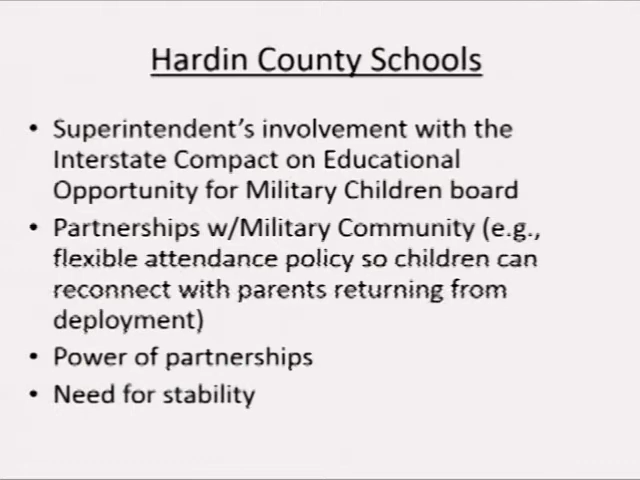 Hardin County Schools
• Superintendent's involvement with the
Interstate Compact on Educational
Opportunity for Military Children board
• Partnerships w/Military Community (e.g.,
flexible attendance policy so children can
reconnect with parents returning from
deployment)
• Power of partnerships
• Need for stability